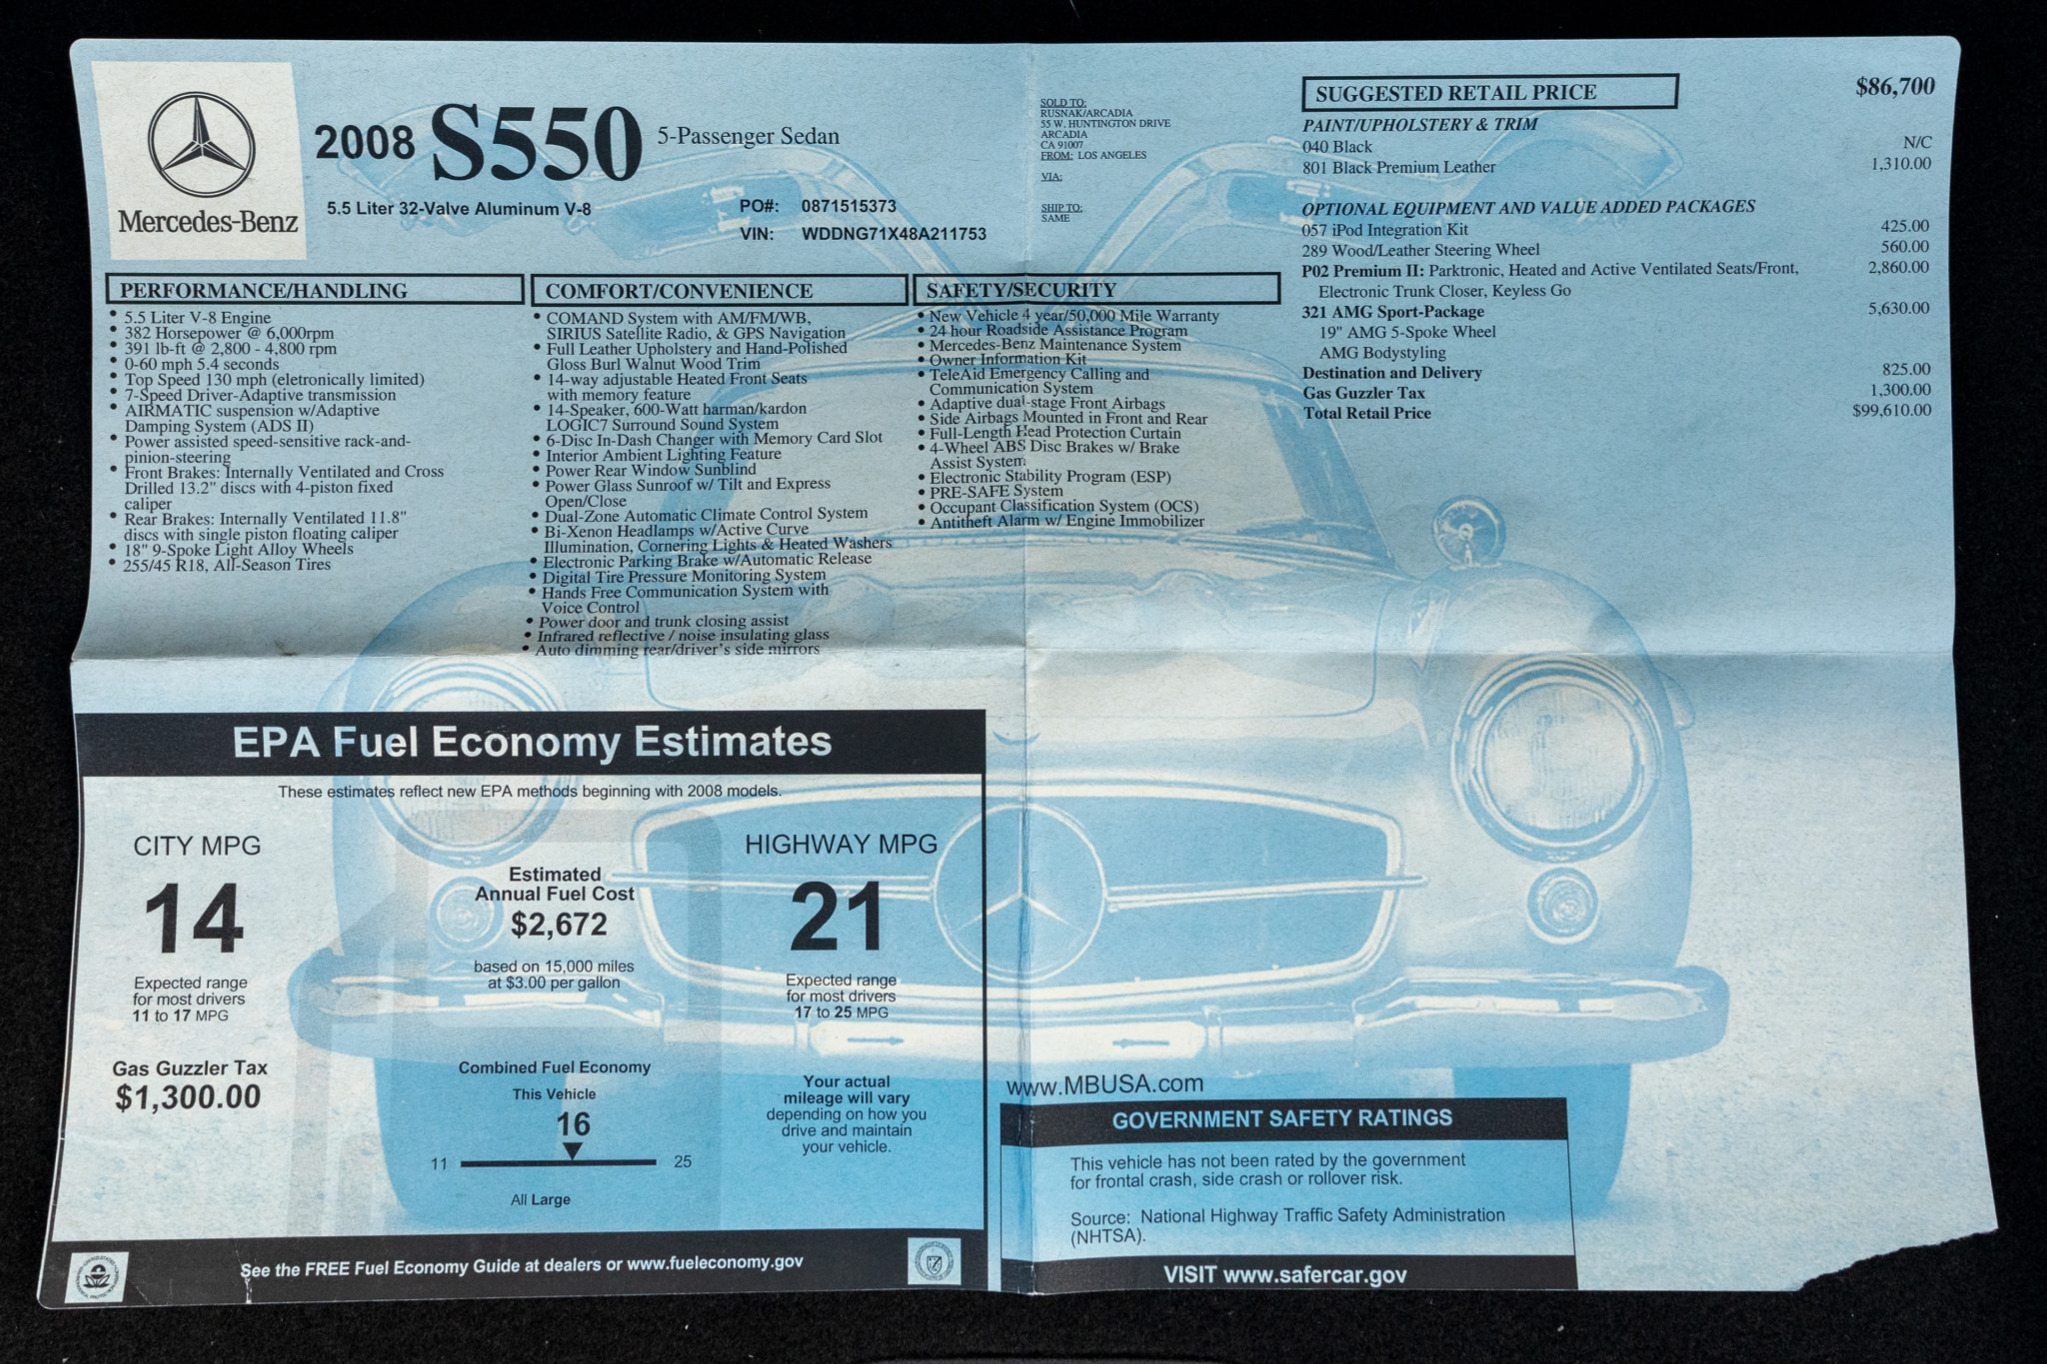 Mercedes-Benz
2008 S550 5-Passenger Sedan
5.5 Liter 32-Valve Aluminum V-8
PO#: 0871515373
VIN: WDDNG71X48A211753
SOLD TO:
RUSNAK/ARCADIA
55 W. HUNTINGTON DRIVE
ARCADIA
CA 91007
FROM: LOS ANGELES
VIA:
SHIP TO:
SAME
PERFORMANCE/HANDLING
• 5.5 Liter V-8 Engine
• 382 Horsepower @ 6,000rpm
• 391 lb-ft @ 2,800 - 4,800 rpm
• 0-60 mph 5.4 seconds
• Top Speed 130 mph (eletronically limited)
• 7-Speed Driver-Adaptive transmission
• AIRMATIC suspension w/Adaptive
Damping System (ADS II)
• Power assisted speed-sensitive rack-and-
pinion-steering
• Front Brakes: Internally Ventilated and Cross
Drilled 13.2" discs with 4-piston fixed
caliper
• Rear Brakes: Internally Ventilated 11.8"
discs with single piston floating caliper
• 18" 9-Spoke Light Alloy Wheels
• 255/45 R18, All-Season Tires
COMFORT/CONVENIENCE
• COMAND System with AM/FM/WB,
SIRIUS Satellite Radio, & GPS Navigation
• Full Leather Upholstery and Hand-Polished
Gloss Burl Walnut Wood Trim
• 14-way adjustable Heated Front Seats
with memory feature
• 14-Speaker, 600-Watt harman/kardon
LOGIC7 Surround Sound System
• 6-Disc In-Dash Changer with Memory Card Slot
• Interior Ambient Lighting Feature
• Power Rear Window Sunblind
• Power Glass Sunroof w/ Tilt and Express
Open/Close
• Dual-Zone Automatic Climate Control System
• Bi-Xenon Headlamps w/Active Curve
Illumination, Cornering Lights & Heated Washers
• Electronic Parking Brake w/Automatic Release
• Digital Tire Pressure Monitoring System
• Hands Free Communication System with
Voice Control
• Power door and trunk closing assist
• Infrared reflective / noise insulating glass
• Auto dimming rear/driver's side mirrors
SAFETY/SECURITY
• New Vehicle 4 year/50,000 Mile Warranty
• 24 hour Roadside Assistance Program
• Mercedes-Benz Maintenance System
• Owner Information Kit
• TeleAid Emergency Calling and
Communication System
• Adaptive dual-stage Front Airbags
• Side Airbags Mounted in Front and Rear
• Full-Length Head Protection Curtain
• 4-Wheel ABS Disc Brakes w/ Brake
Assist System
• Electronic Stability Program (ESP)
• PRE-SAFE System
• Occupant Classification System (OCS)
• Antitheft Alarm w/ Engine Immobilizer
SUGGESTED RETAIL PRICE $86,700
PAINT/UPHOLSTERY & TRIM
040 Black N/C
801 Black Premium Leather 1,310.00
OPTIONAL EQUIPMENT AND VALUE ADDED PACKAGES
057 iPod Integration Kit 425.00
289 Wood/Leather Steering Wheel 560.00
P02 Premium II: Parktronic, Heated and Active Ventilated Seats/Front, 2,860.00
Electronic Trunk Closer, Keyless Go
321 AMG Sport-Package 5,630.00
19" AMG 5-Spoke Wheel
AMG Bodystyling
Destination and Delivery 825.00
Gas Guzzler Tax 1,300.00
Total Retail Price $99,610.00
EPA Fuel Economy Estimates
These estimates reflect new EPA methods beginning with 2008 models.
CITY MPG
14
Expected range
for most drivers
11 to 17 MPG
Gas Guzzler Tax
$1,300.00
Estimated
Annual Fuel Cost
$2,672
based on 15,000 miles
at $3.00 per gallon
Combined Fuel Economy
This Vehicle
16
11 25
All Large
HIGHWAY MPG
21
Expected range
for most drivers
17 to 25 MPG
Your actual
mileage will vary
depending on how you
drive and maintain
your vehicle.
See the FREE Fuel Economy Guide at dealers or www.fueleconomy.gov
www.MBUSA.com
GOVERNMENT SAFETY RATINGS
This vehicle has not been rated by the government
for frontal crash, side crash or rollover risk.
Source: National Highway Traffic Safety Administration
(NHTSA).
VISIT www.safercar.gov